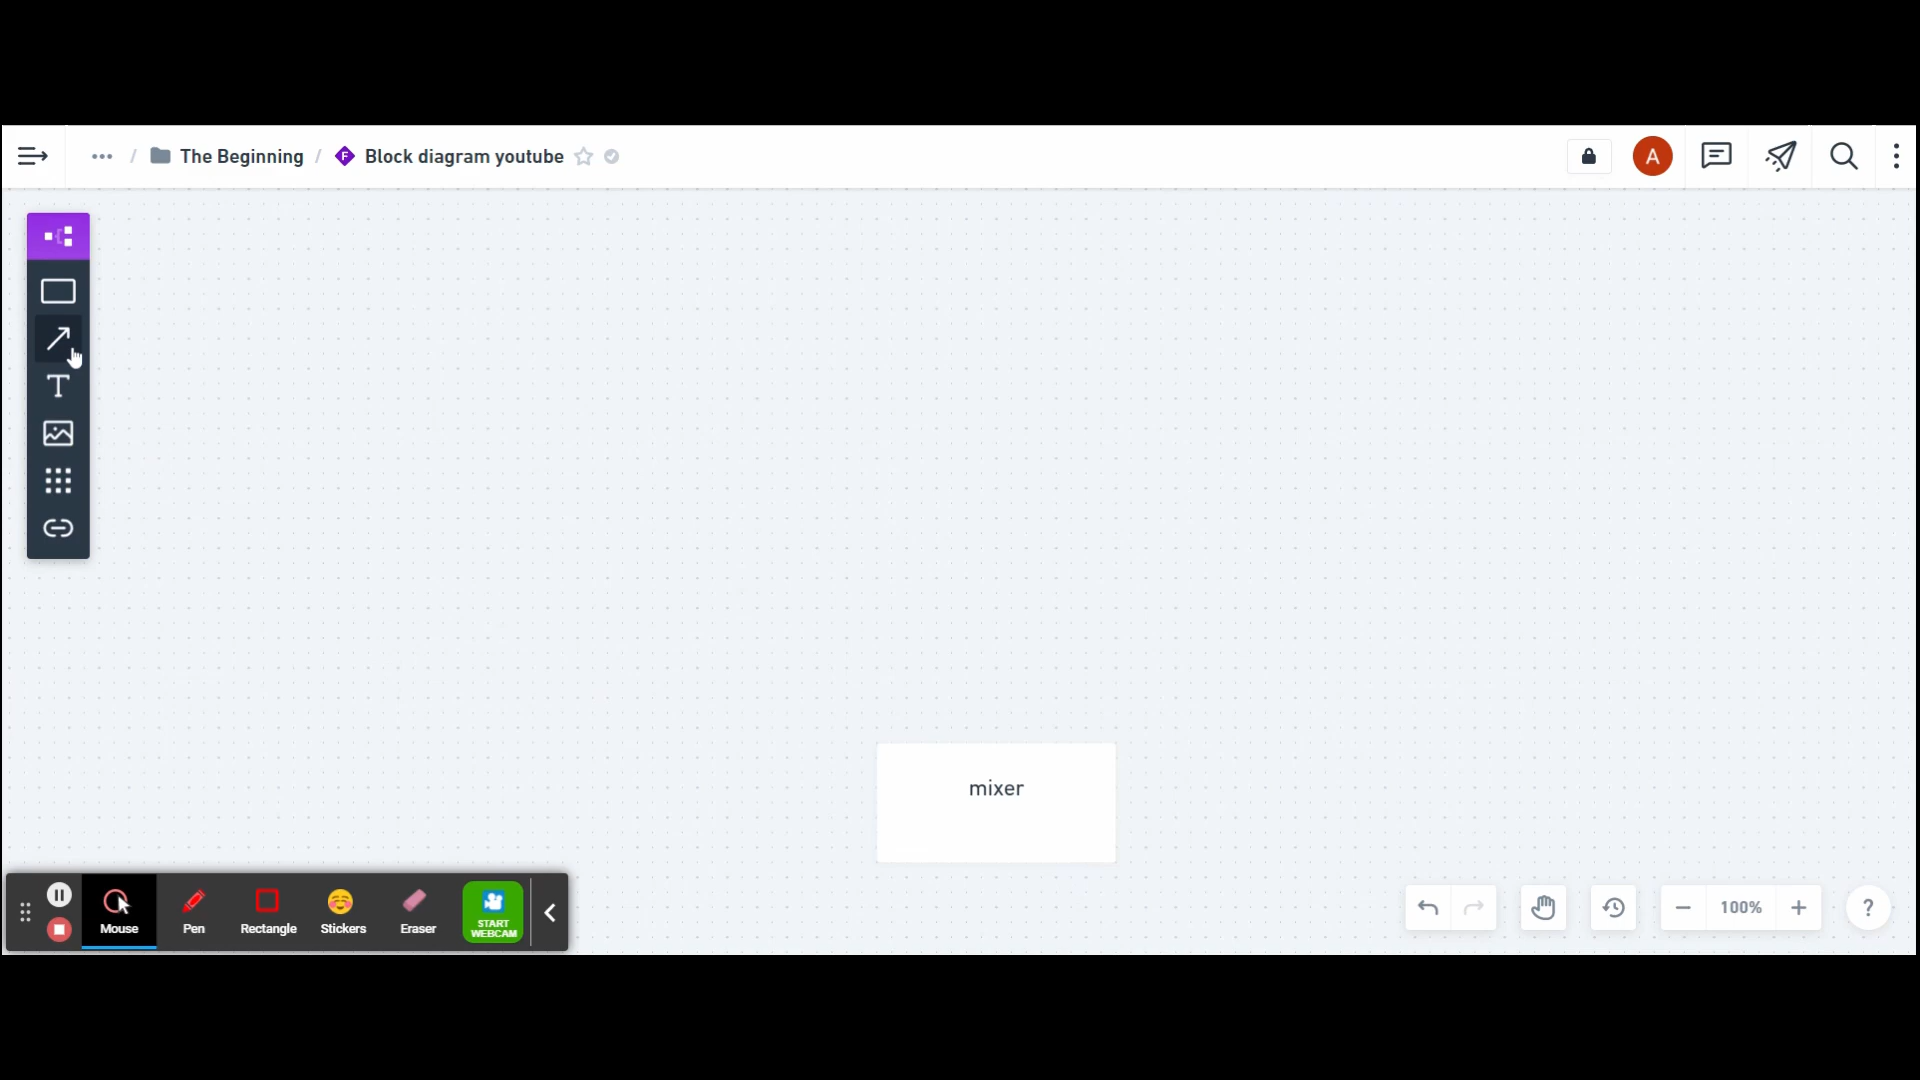 ... / The Beginning / F Block diagram youtube
A
T
mixer
Mouse
Pen
Rectangle
Stickers
Eraser
START
WEBCAM
100%
?